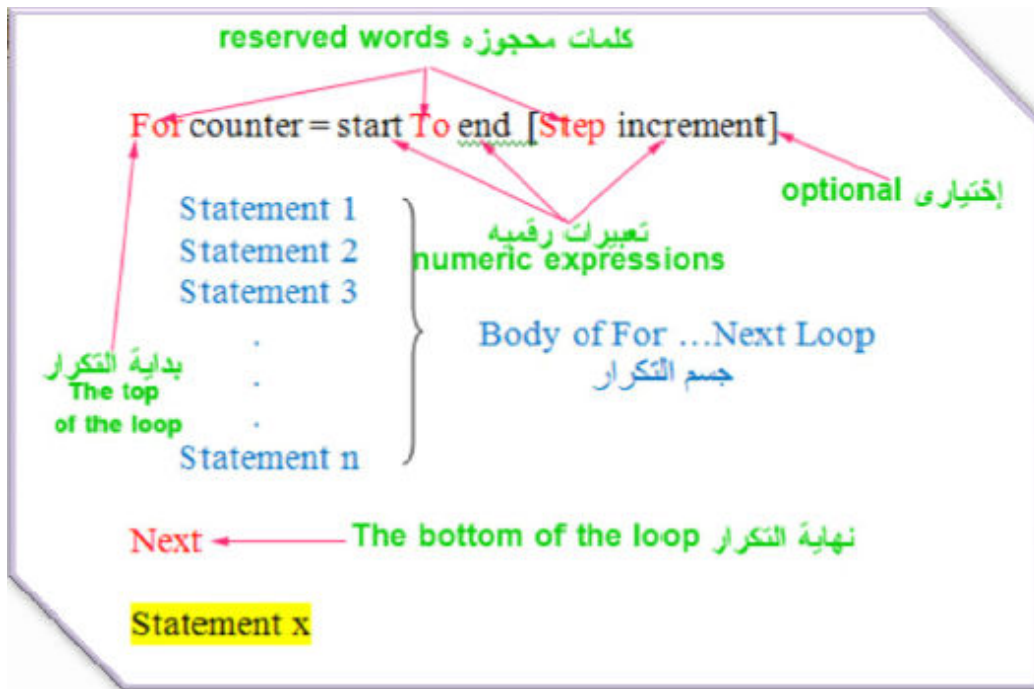 reserved words كلمات محجوزه
For counter = start To end [Step increment]
optional إختيارى
Statement 1
Statement 2
Statement 3
.
.
.
Statement n
تعبيرات رقميه
numeric expressions
Body of For ...Next Loop
جسم التكرار
بداية التكرار
The top
of the loop
Next
The bottom of the loop نهاية التكرار
Statement x